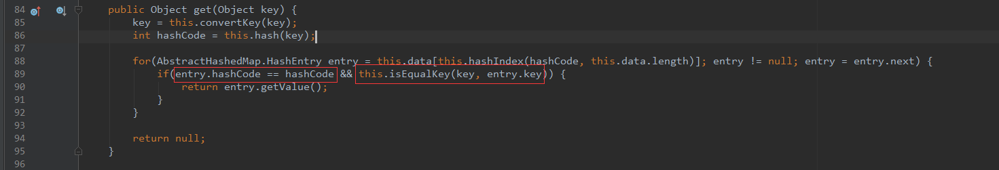 84 public Object get(Object key) {
85 key = this.convertKey(key);
86 int hashCode = this.hash(key);
87
88 for(AbstractHashedMap.HashEntry entry = this.data[this.hashIndex(hashCode, this.data.length)]; entry != null; entry = entry.next) {
89 if(entry.hashCode == hashCode && this.isEqualKey(key, entry.key)) {
90 return entry.getValue();
91 }
92 }
93
94 return null;
95 }
96